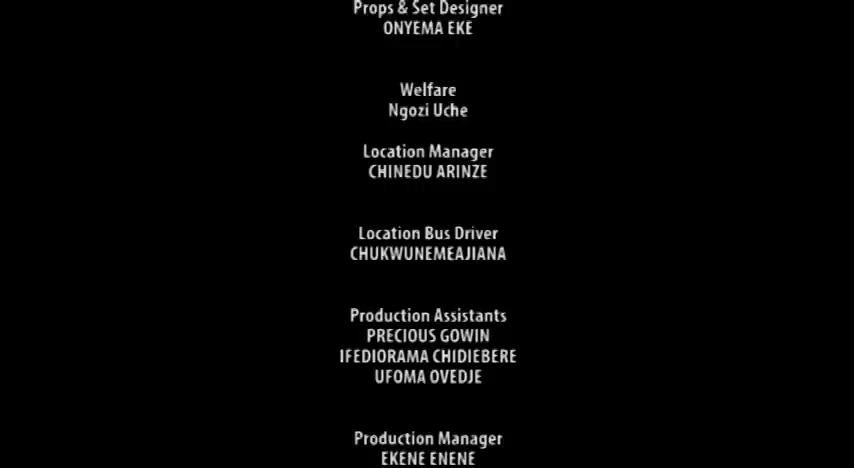 Props & Set Designer
ONYEMA EKE
Welfare
Ngozi Uche
Location Manager
CHINEDU ARINZE
Location Bus Driver
CHUKWUNEMEAJIANA
Production Assistants
PRECIOUS GOWIN
IFEDIORAMA CHIDIEBERE
UFOMA OVEDJE
Production Manager
EKENE ENENE